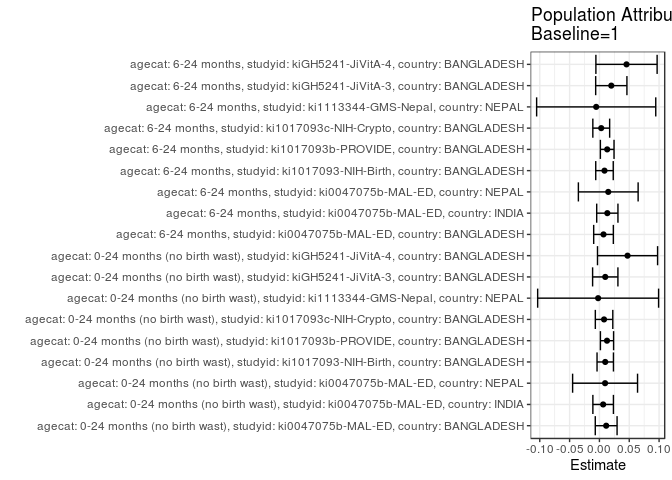 Population Attribu
Baseline=1
agecat: 6-24 months, studyid: kiGH5241-JiVitA-4, country: BANGLADESH
agecat: 6-24 months, studyid: kiGH5241-JiVitA-3, country: BANGLADESH
agecat: 6-24 months, studyid: ki1113344-GMS-Nepal, country: NEPAL
agecat: 6-24 months, studyid: ki1017093c-NIH-Crypto, country: BANGLADESH
agecat: 6-24 months, studyid: ki1017093b-PROVIDE, country: BANGLADESH
agecat: 6-24 months, studyid: ki1017093-NIH-Birth, country: BANGLADESH
agecat: 6-24 months, studyid: ki0047075b-MAL-ED, country: NEPAL
agecat: 6-24 months, studyid: ki0047075b-MAL-ED, country: INDIA
agecat: 6-24 months, studyid: ki0047075b-MAL-ED, country: BANGLADESH
agecat: 0-24 months (no birth wast), studyid: kiGH5241-JiVitA-4, country: BANGLADESH
agecat: 0-24 months (no birth wast), studyid: kiGH5241-JiVitA-3, country: BANGLADESH
agecat: 0-24 months (no birth wast), studyid: ki1113344-GMS-Nepal, country: NEPAL
agecat: 0-24 months (no birth wast), studyid: ki1017093c-NIH-Crypto, country: BANGLADESH
agecat: 0-24 months (no birth wast), studyid: ki1017093b-PROVIDE, country: BANGLADESH
agecat: 0-24 months (no birth wast), studyid: ki1017093-NIH-Birth, country: BANGLADESH
agecat: 0-24 months (no birth wast), studyid: ki0047075b-MAL-ED, country: NEPAL
agecat: 0-24 months (no birth wast), studyid: ki0047075b-MAL-ED, country: INDIA
agecat: 0-24 months (no birth wast), studyid: ki0047075b-MAL-ED, country: BANGLADESH
-0.10 -0.05 0.00 0.05 0.10
Estimate